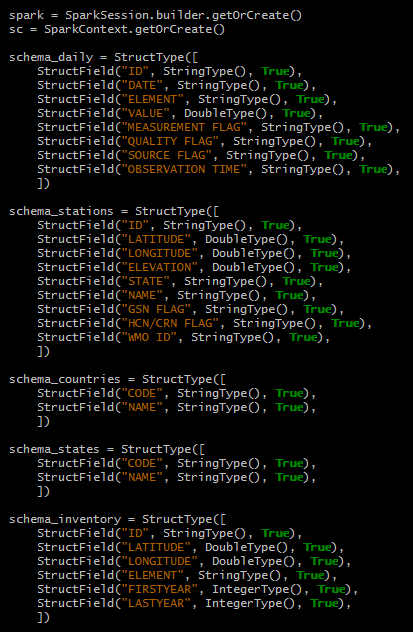 spark = SparkSession.builder.getOrCreate()
sc = SparkContext.getOrCreate()
schema_daily = StructType([
    StructField("ID", StringType(), True),
    StructField("DATE", StringType(), True),
    StructField("ELEMENT", StringType(), True),
    StructField("VALUE", DoubleType(), True),
    StructField("MEASUREMENT FLAG", StringType(), True),
    StructField("QUALITY FLAG", StringType(), True),
    StructField("SOURCE FLAG", StringType(), True),
    StructField("OBSERVATION TIME", StringType(), True),
    ])
schema_stations = StructType([
    StructField("ID", StringType(), True),
    StructField("LATITUDE", DoubleType(), True),
    StructField("LONGITUDE", DoubleType(), True),
    StructField("ELEVATION", DoubleType(), True),
    StructField("STATE", StringType(), True),
    StructField("NAME", StringType(), True),
    StructField("GSN FLAG", StringType(), True),
    StructField("HCN/CRN FLAG", StringType(), True),
    StructField("WMO ID", StringType(), True),
    ])
schema_countries = StructType([
    StructField("CODE", StringType(), True),
    StructField("NAME", StringType(), True),
    ])
schema_states = StructType([
    StructField("CODE", StringType(), True),
    StructField("NAME", StringType(), True),
    ])
schema_inventory = StructType([
    StructField("ID", StringType(), True),
    StructField("LATITUDE", DoubleType(), True),
    StructField("LONGITUDE", DoubleType(), True),
    StructField("ELEMENT", StringType(), True),
    StructField("FIRSTYEAR", IntegerType(), True),
    StructField("LASTYEAR", IntegerType(), True),
    ])